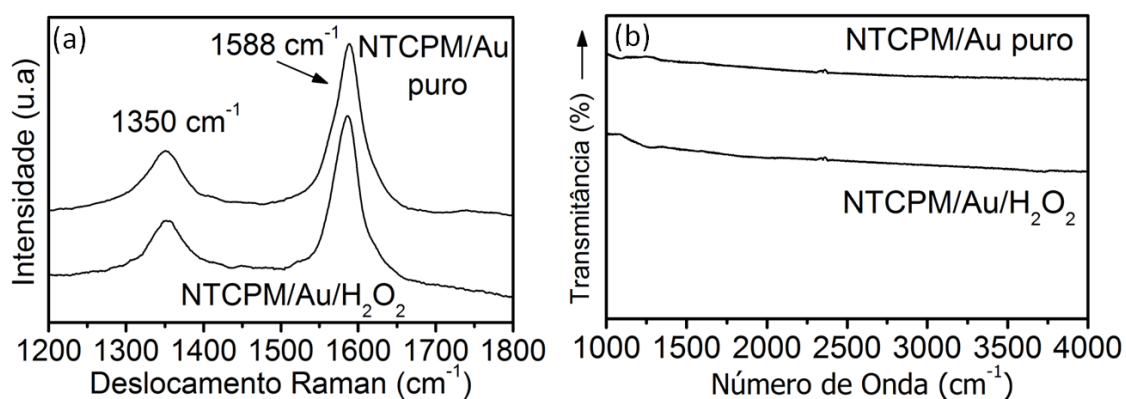 (a)
1588 cm⁻¹
NTCPM/Au
puro
1350 cm⁻¹
NTCPM/Au/H₂O₂
Intensidade (u.a)
1200 1300 1400 1500 1600 1700 1800
Deslocamento Raman (cm⁻¹)
(b)
NTCPM/Au puro
NTCPM/Au/H₂O₂
Transmitância (%)
1000 1500 2000 2500 3000 3500 4000
Número de Onda (cm⁻¹)